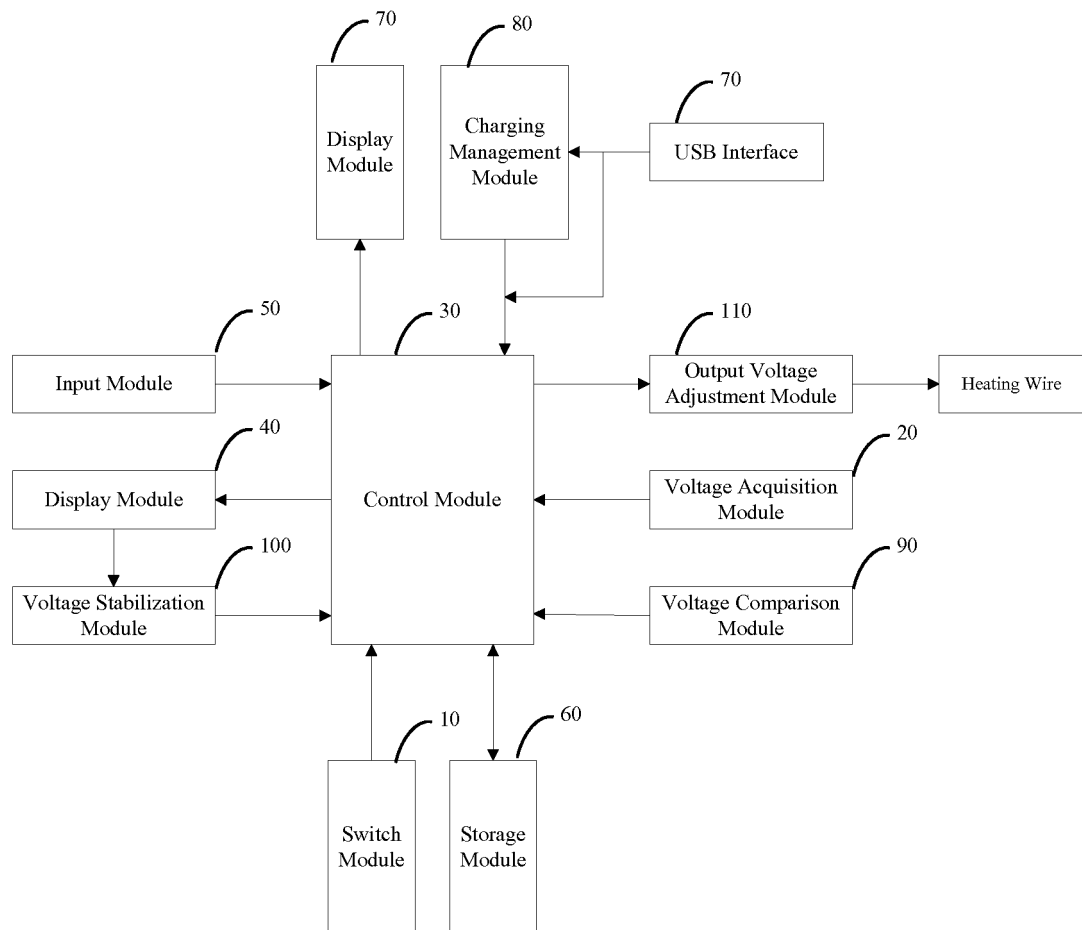 70
80
70
Display
Module
Charging
Management
Module
USB Interface
50
30
110
Input Module
Output Voltage
Adjustment Module
Heating Wire
40
20
Display Module
Control Module
Voltage Acquisition
Module
100
90
Voltage Stabilization
Module
Voltage Comparison
Module
10
60
Switch
Module
Storage
Module